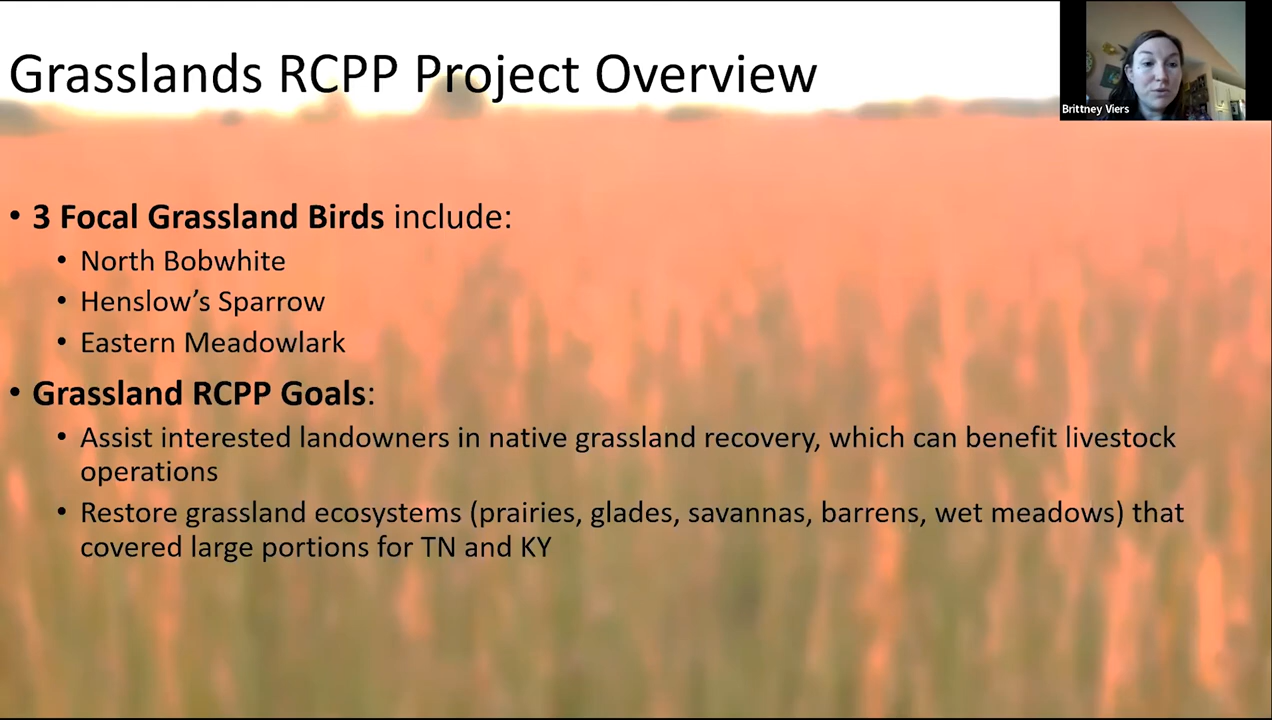 Grasslands RCPP Project Overview
Brittney Viers
• 3 Focal Grassland Birds include:
• North Bobwhite
• Henslow’s Sparrow
• Eastern Meadowlark
• Grassland RCPP Goals:
• Assist interested landowners in native grassland recovery, which can benefit livestock
operations
• Restore grassland ecosystems (prairies, glades, savannas, barrens, wet meadows) that
covered large portions for TN and KY